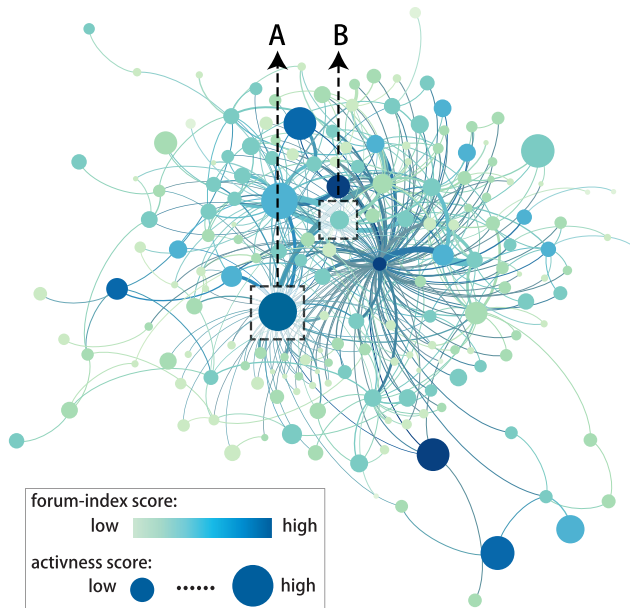 A B
forum-index score:
low high
activness score:
low ...... high